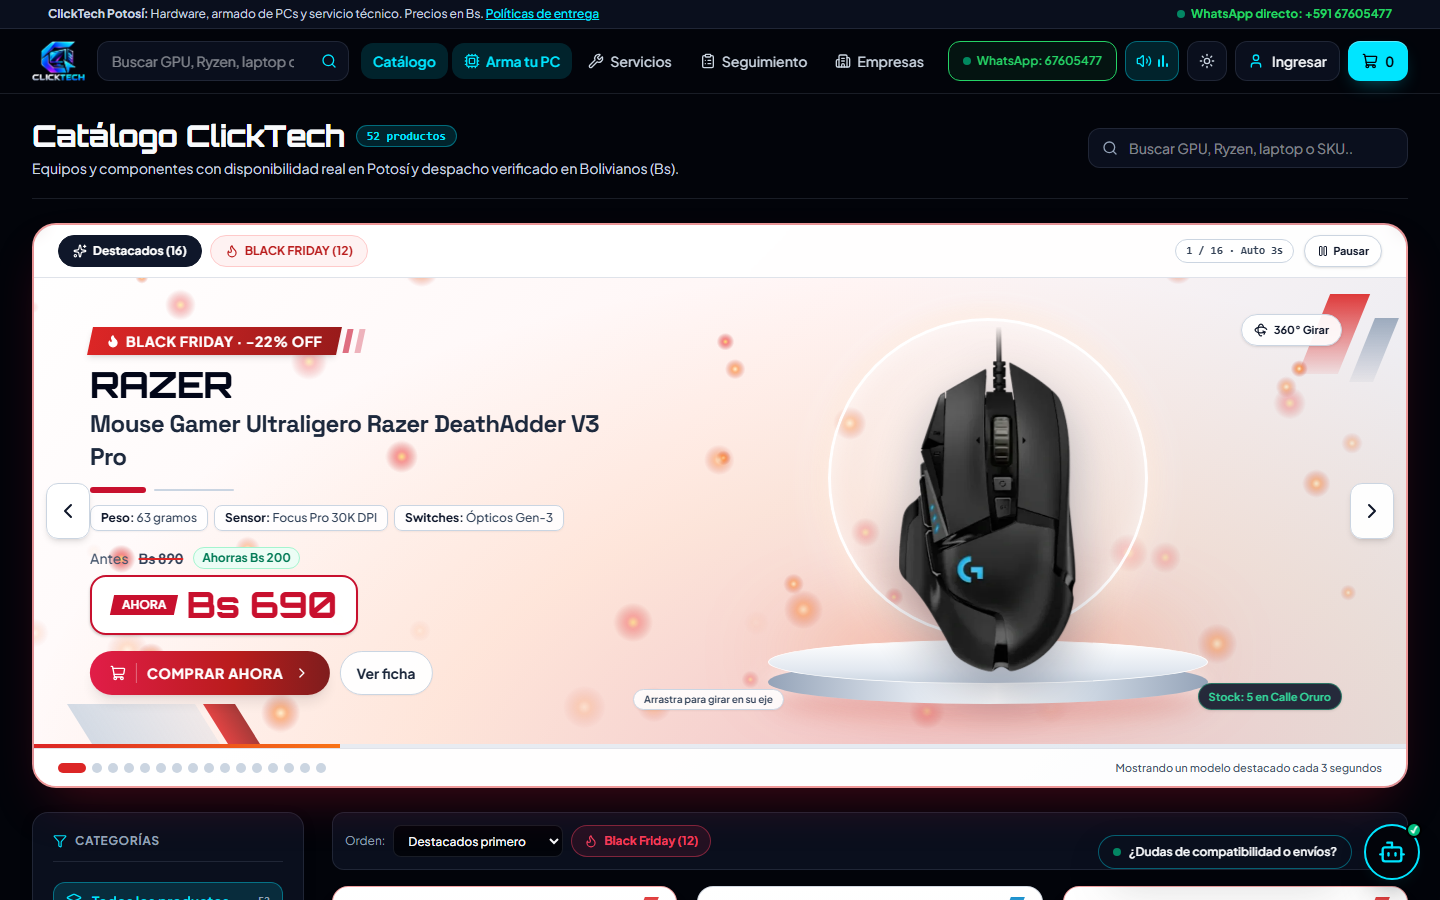 ClickTech Potosí: Hardware, armado de PCs y servicio técnico. Precios en Bs. Políticas de entrega
WhatsApp directo: +591 67605477
CLICKTECH
Buscar GPU, Ryzen, laptop c
Catálogo
Arma tu PC
Servicios
Seguimiento
Empresas
WhatsApp: 67605477
Ingresar
0
Catálogo ClickTech
52 productos
Equipos y componentes con disponibilidad real en Potosí y despacho verificado en Bolivianos (Bs).
Buscar GPU, Ryzen, laptop o SKU..
Destacados (16)
BLACK FRIDAY (12)
1 / 16 · Auto 3s
Pausar
BLACK FRIDAY · -22% OFF
360° Girar
RAZER
Mouse Gamer Ultraligero Razer DeathAdder V3
Pro
Peso: 63 gramos
Sensor: Focus Pro 30K DPI
Switches: Ópticos Gen-3
Antes Bs 890
Ahorras Bs 200
AHORA
Bs 690
COMPRAR AHORA
Ver ficha
Arrastra para girar en su eje
Stock: 5 en Calle Oruro
Mostrando un modelo destacado cada 3 segundos
CATEGORÍAS
Orden:
Destacados primero
Black Friday (12)
¿Dudas de compatibilidad o envíos?
Todos los productos
52